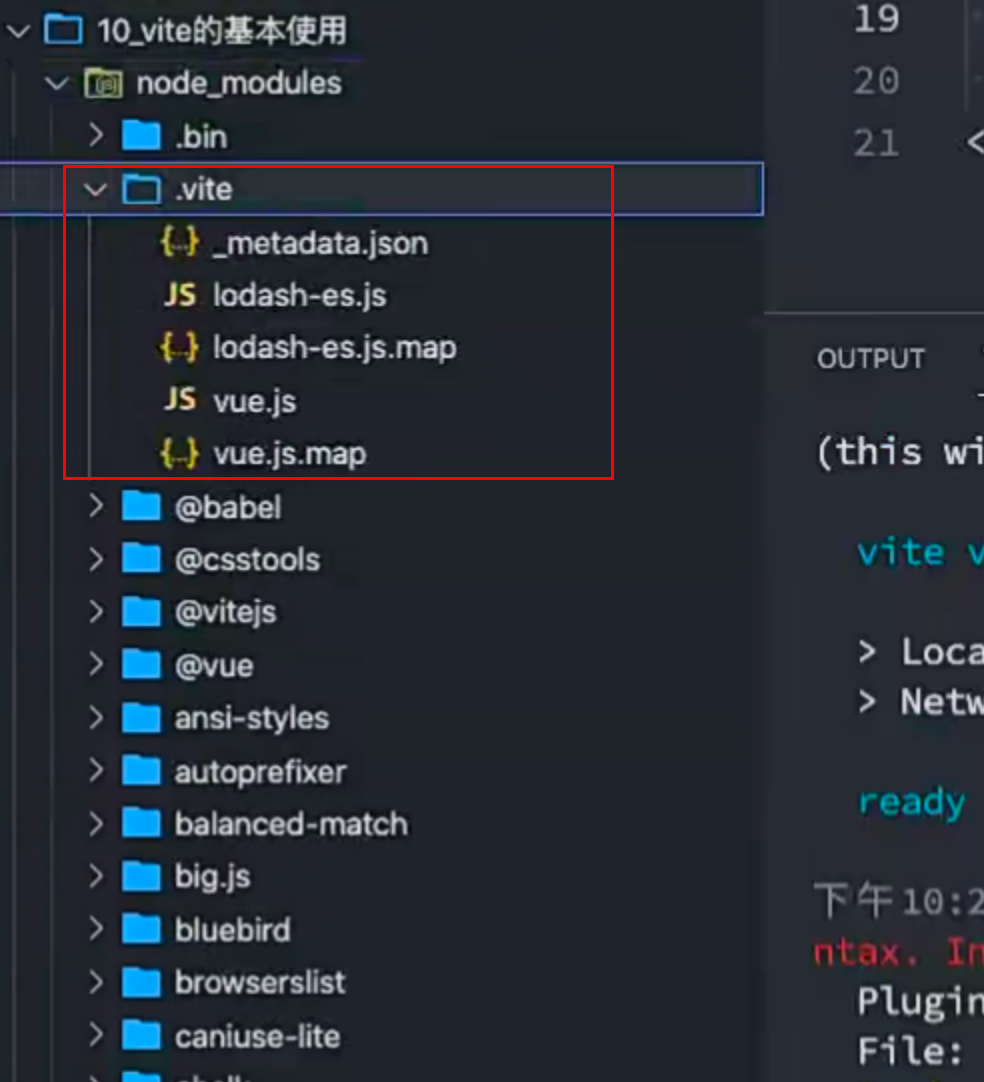 10_vite的基本使用
node_modules
.bin
.vite
_metadata.json
JS lodash-es.js
lodash-es.js.map
JS vue.js
vue.js.map
@babel
@csstools
@vitejs
@vue
ansi-styles
autoprefixer
balanced-match
big.js
bluebird
browserslist
caniuse-lite
19
20
21 <
OUTPUT
(this wi
vite v
> Loca
> Netw
ready
下午10:2
ntax. In
Plugin
File: